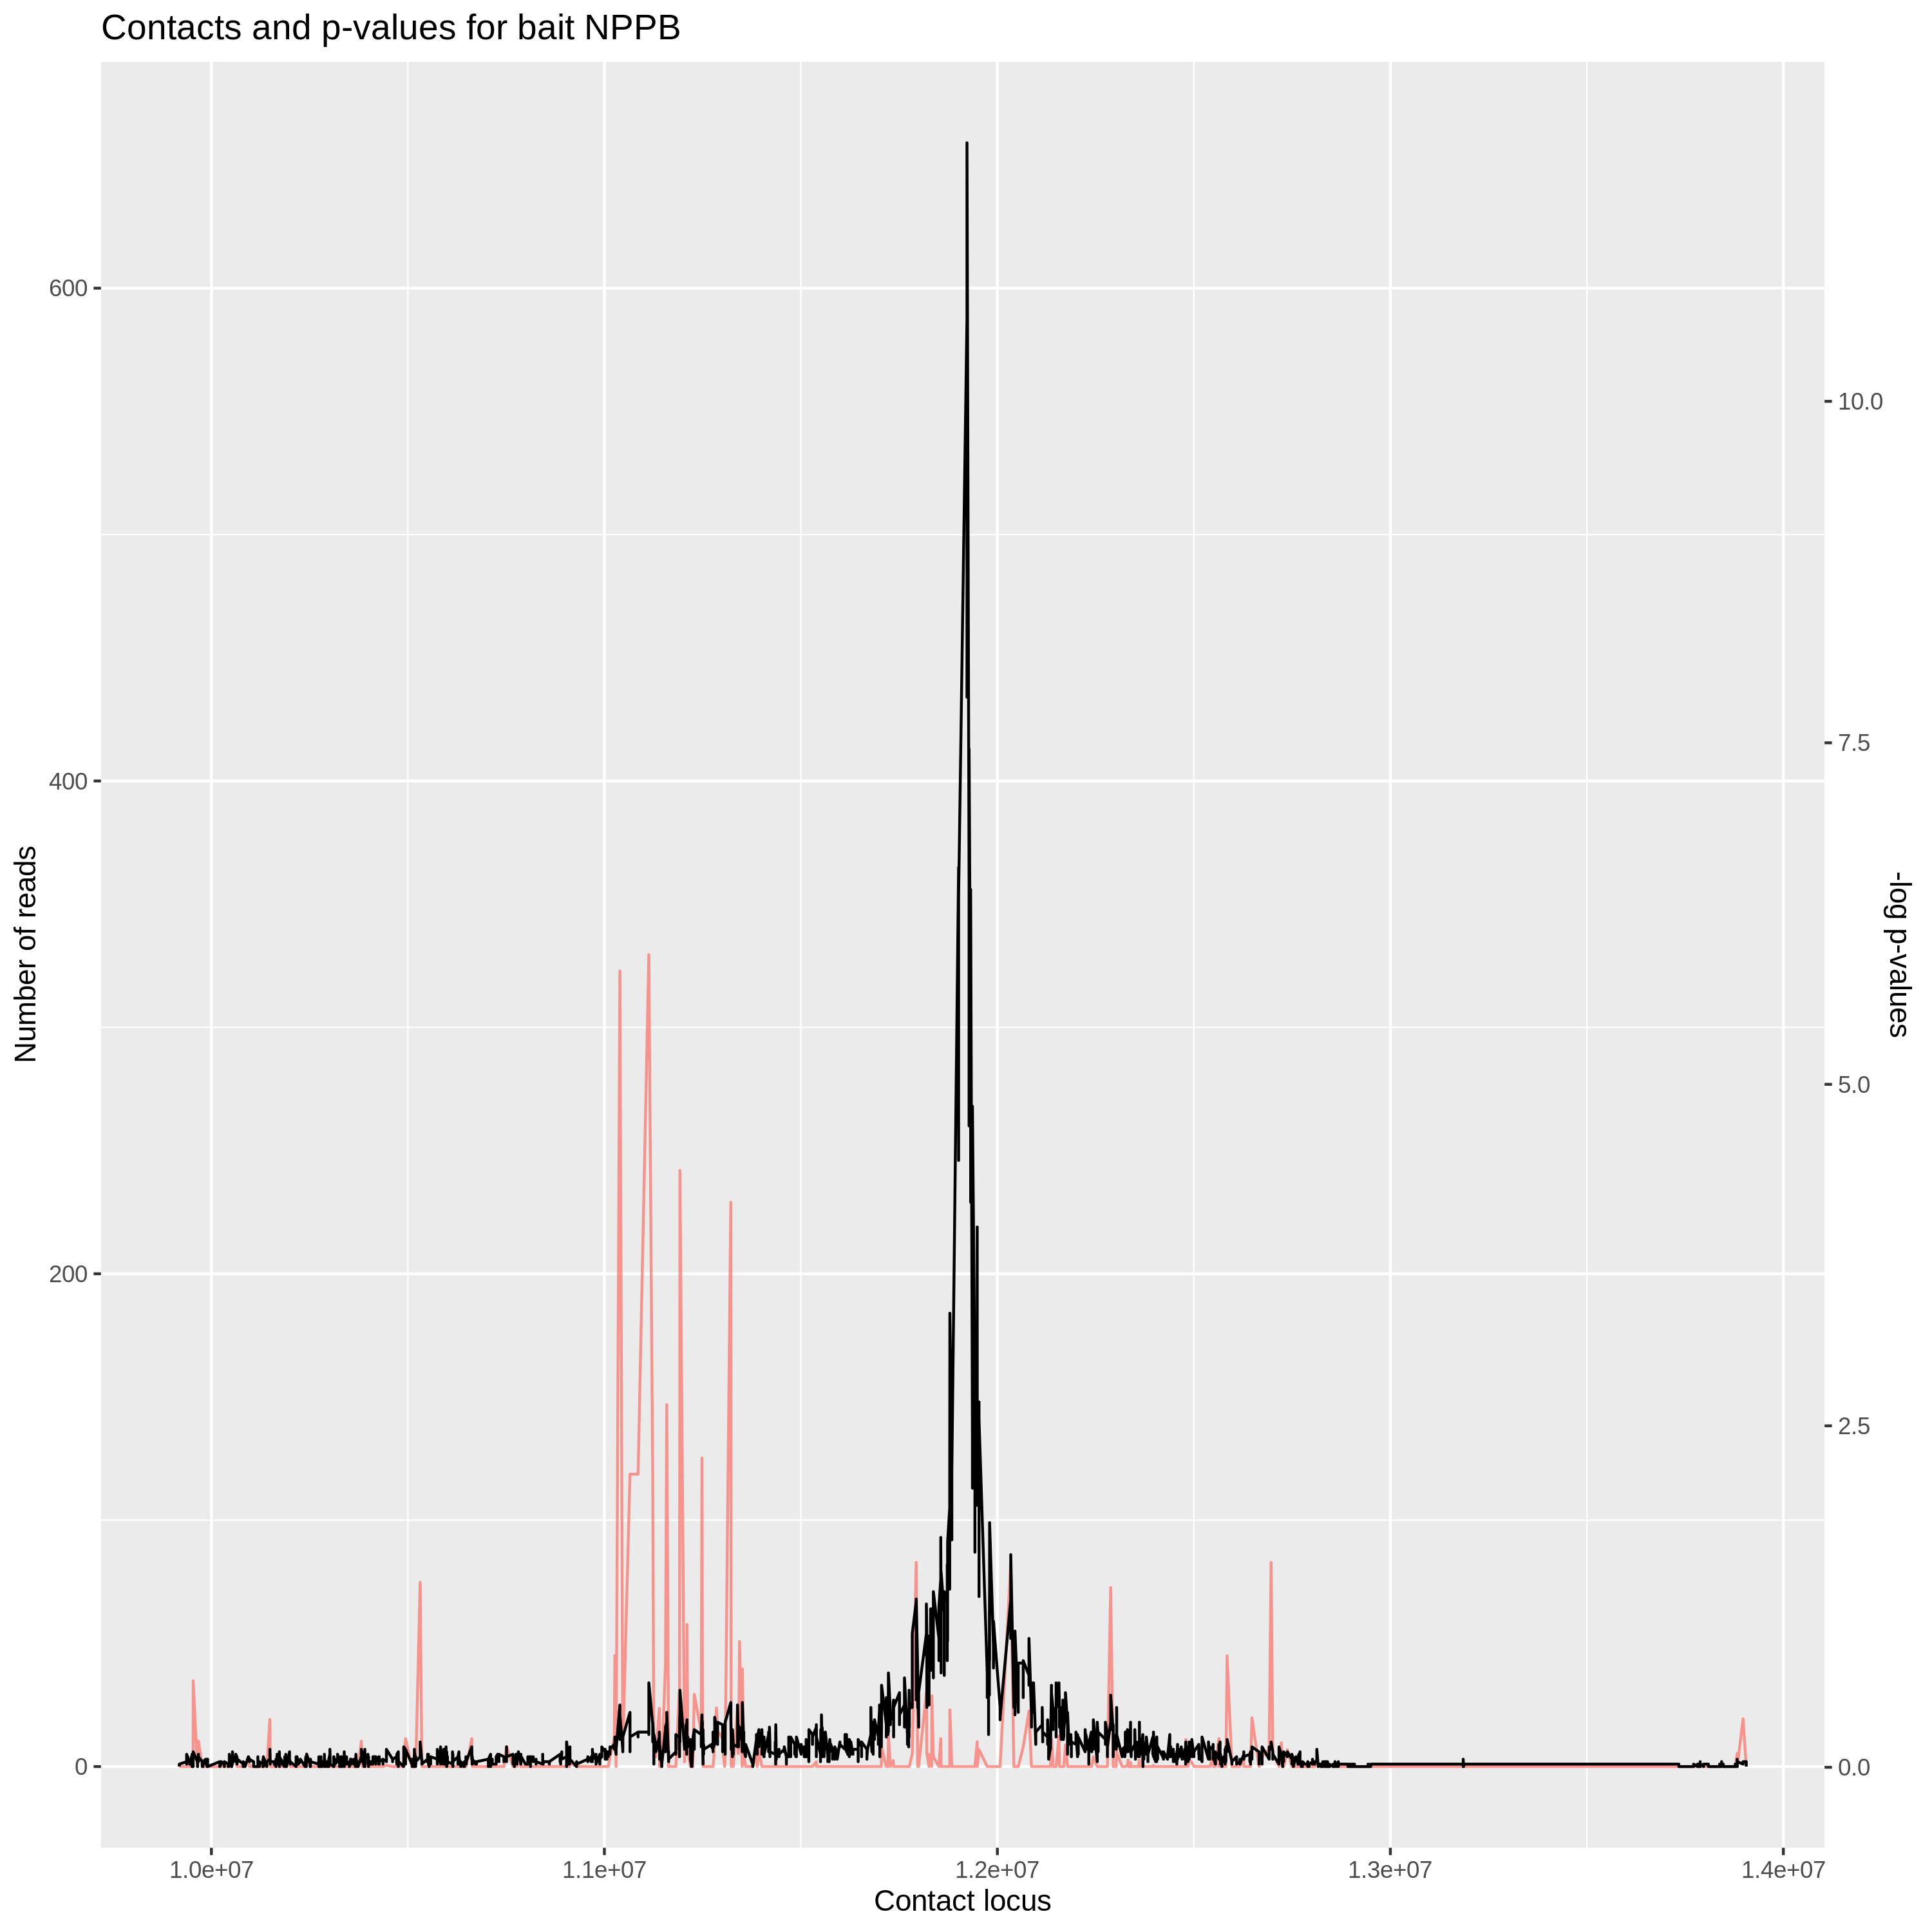 Contacts and p-values for bait NPPB
600
400
200
0
Number of reads
10.0
7.5
5.0
2.5
0.0
-log p-values
1.0e+07
1.1e+07
1.2e+07
1.3e+07
1.4e+07
Contact locus